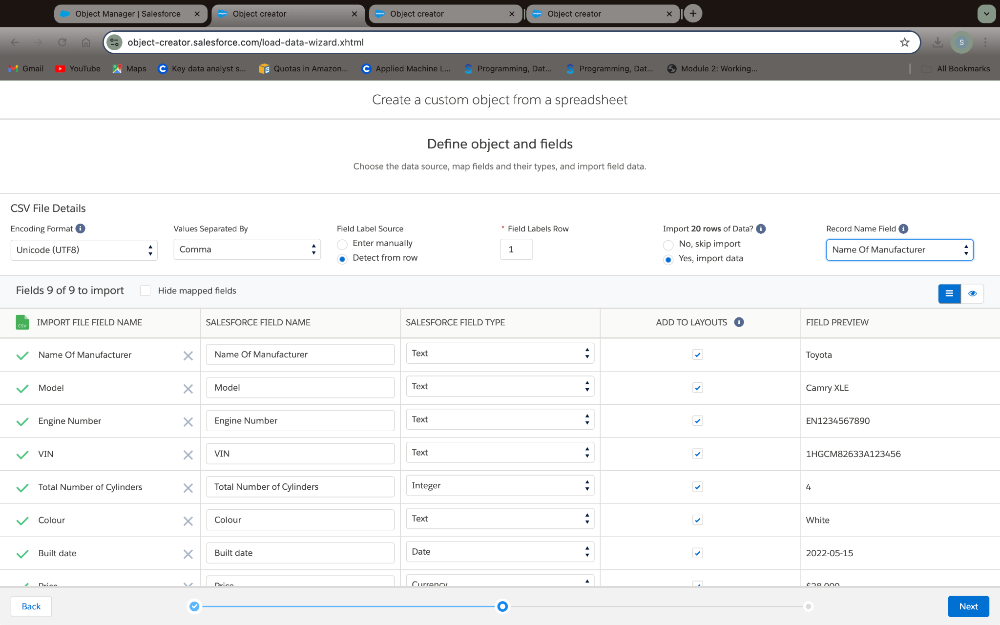 Object Manager | Salesforce
Object creator
Object creator
Object creator
object-creator.salesforce.com/load-data-wizard.xhtml
S
Gmail
YouTube
Maps
Key data analyst s...
Quotas in Amazon...
Applied Machine L...
Programming, Dat...
Programming, Dat...
Module 2: Working...
All Bookmarks
Create a custom object from a spreadsheet
Define object and fields
Choose the data source, map fields and their types, and import field data.
CSV File Details
Encoding Format
Unicode (UTF8)
Values Separated By
Comma
Field Label Source
Enter manually
Detect from row
* Field Labels Row
1
Import 20 rows of Data?
No, skip import
Yes, import data
Record Name Field
Name Of Manufacturer
Fields 9 of 9 to import
Hide mapped fields
CSV IMPORT FILE FIELD NAME
SALESFORCE FIELD NAME
SALESFORCE FIELD TYPE
ADD TO LAYOUTS
FIELD PREVIEW
Name Of Manufacturer
Name Of Manufacturer
Text
Toyota
Model
Model
Text
Camry XLE
Engine Number
Engine Number
Text
EN1234567890
VIN
VIN
Text
1HGCM82633A123456
Total Number of Cylinders
Total Number of Cylinders
Integer
4
Colour
Colour
Text
White
Built date
Built date
Date
2022-05-15
Price
Price
Currency
$28,000
Back
Next